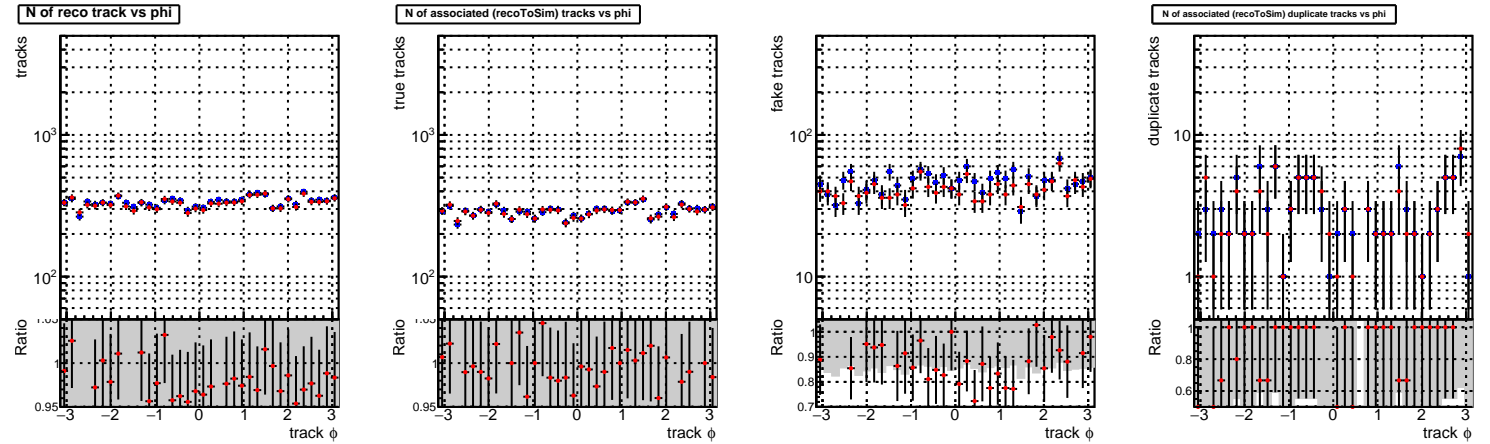 N of reco track vs phi
tracks
10³
10²
Ratio
1.05
1
0.95
−3 −2 −1 0 1 2 3
track ϕ
N of associated (recoToSim) tracks vs phi
true tracks
10³
10²
Ratio
1.05
1
0.95
−3 −2 −1 0 1 2 3
track ϕ
fake tracks
10²
10
Ratio
1
0.9
0.8
0.7
−3 −2 −1 0 1 2 3
track ϕ
N of associated (recoToSim) duplicate tracks vs phi
duplicate tracks
10
1
Ratio
1
0.8
0.6
−3 −2 −1 0 1 2 3
track ϕ